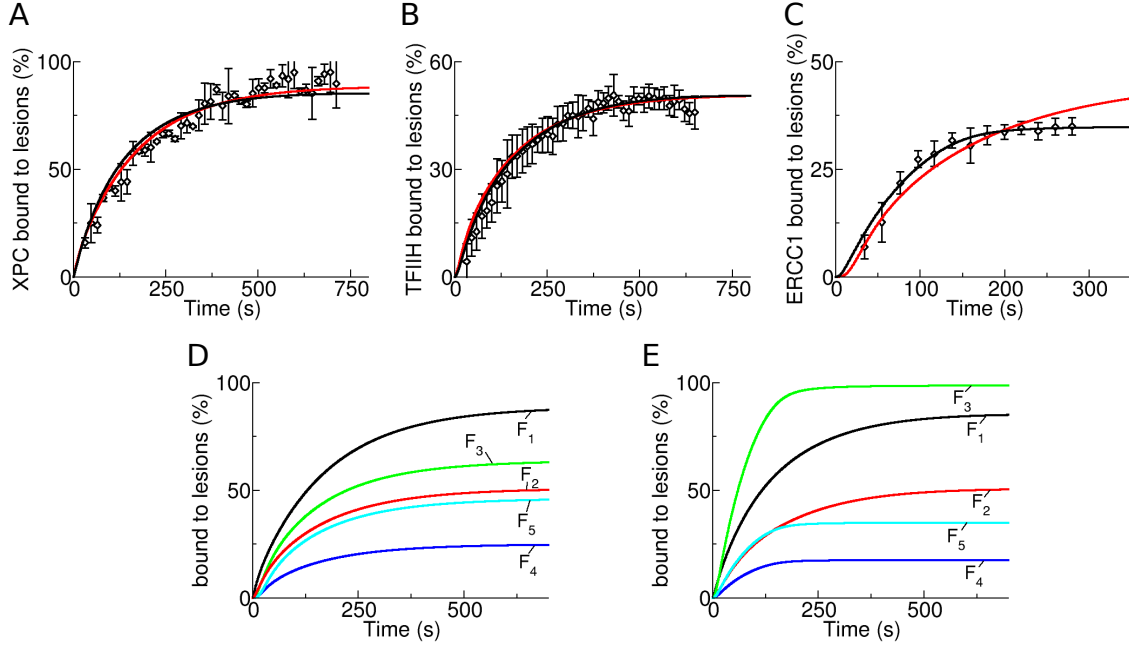 A
XPC bound to lesions (%)
100
50
0
0
250
500
750
Time (s)
B
TFIIH bound to lesions (%)
60
30
0
0
250
500
750
Time (s)
C
ERCC1 bound to lesions (%)
50
25
0
0
100
200
300
Time (s)
D
bound to lesions (%)
100
50
0
0
250
500
Time (s)
F1
F3
F2
F5
F4
E
bound to lesions (%)
100
50
0
0
250
500
Time (s)
F3
F1
F2
F5
F4